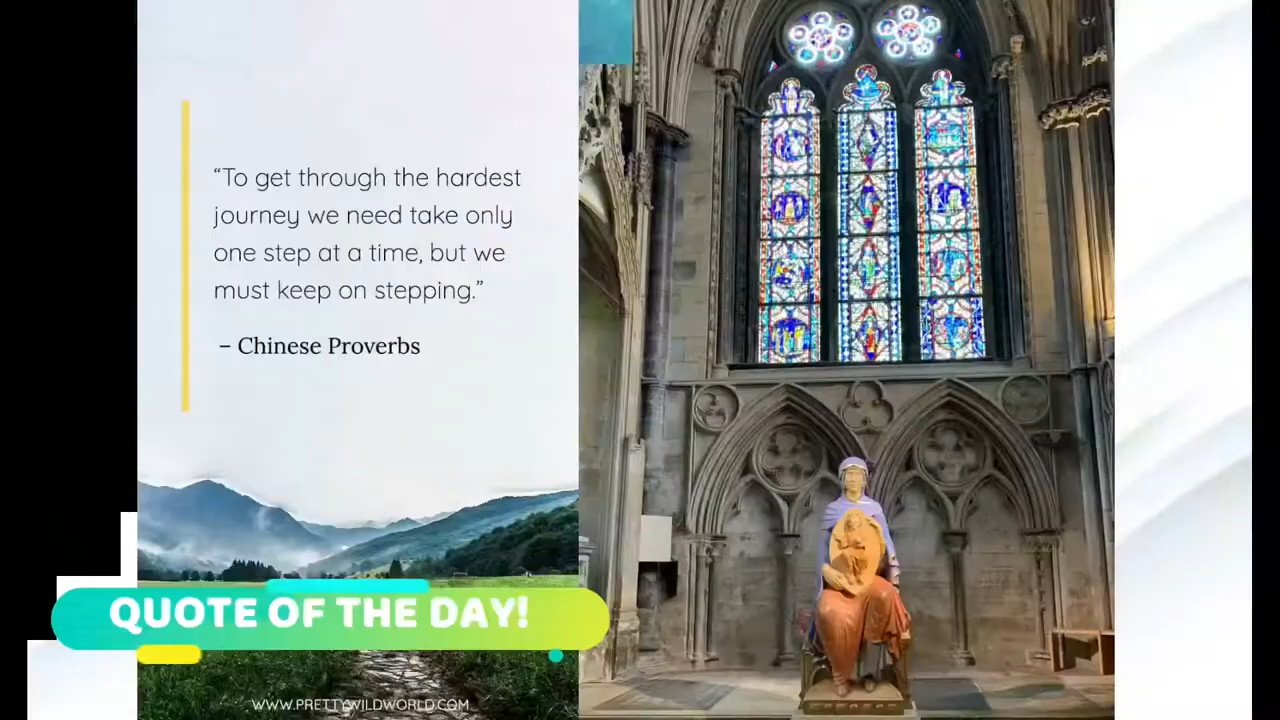 “To get through the hardest
journey we need take only
one step at a time, but we
must keep on stepping.”
– Chinese Proverbs
QUOTE OF THE DAY!
WWW.PRETTYWILDWORLD.COM